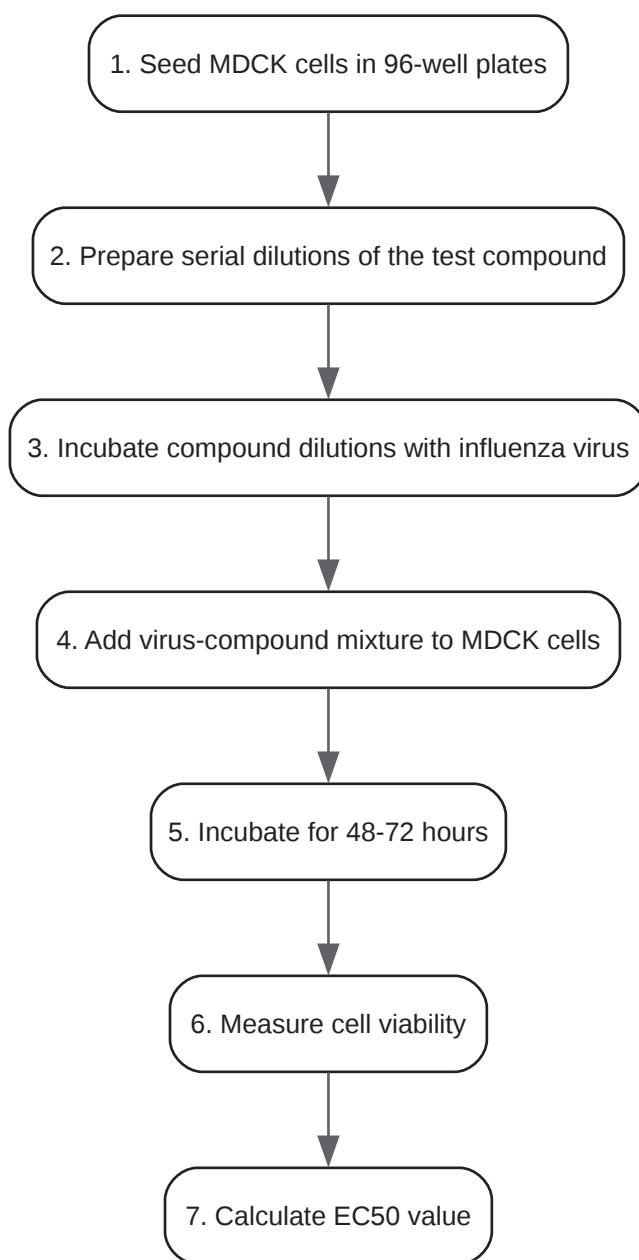 1. Seed MDCK cells in 96-well plates
2. Prepare serial dilutions of the test compound
3. Incubate compound dilutions with influenza virus
4. Add virus-compound mixture to MDCK cells
5. Incubate for 48-72 hours
6. Measure cell viability
7. Calculate EC50 value